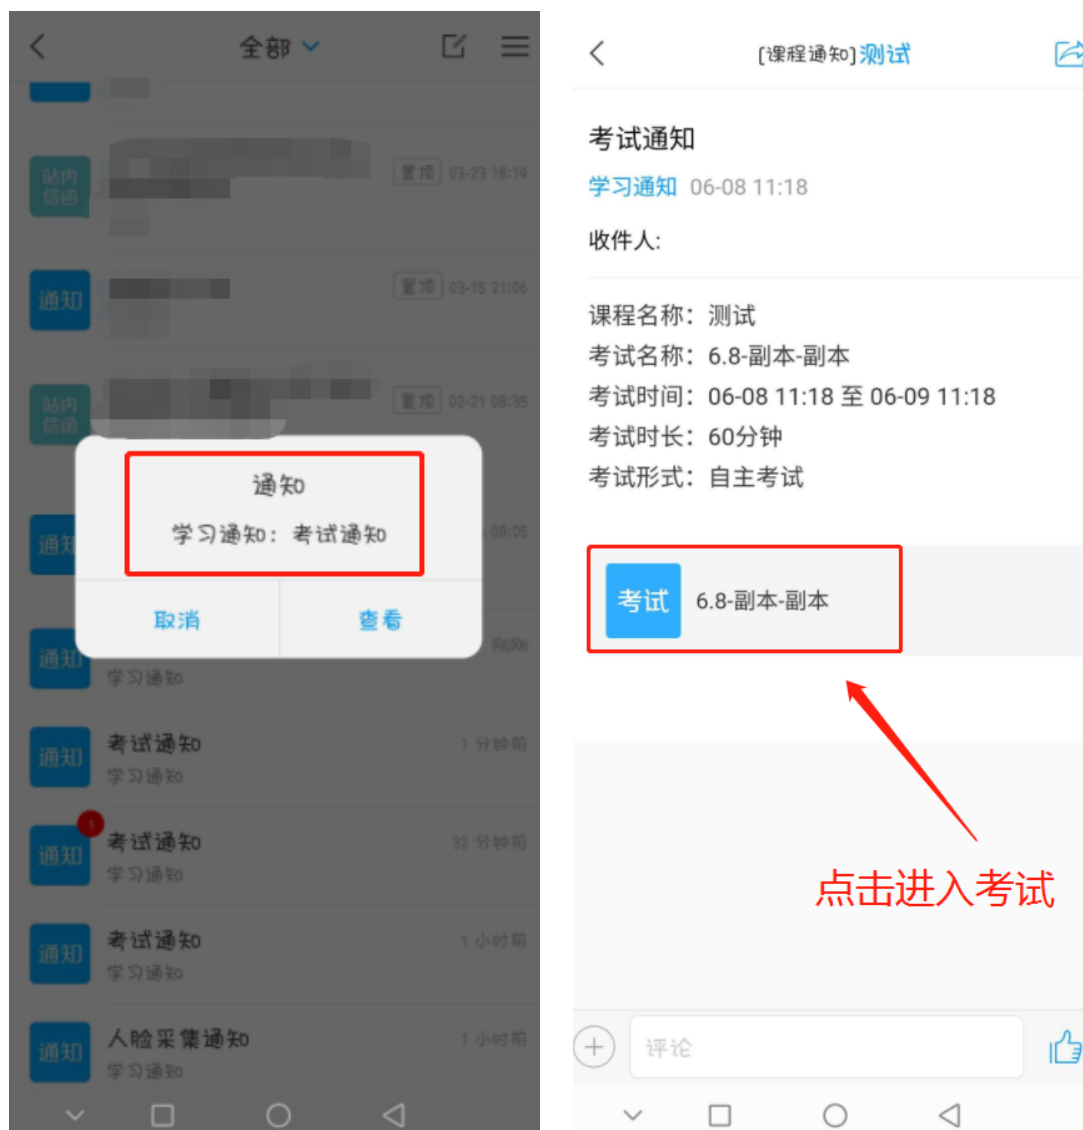 全部
站内
信函
置顶 03-23 18:19
通知
置顶 03-15 21:06
站内
信函
置顶 02-21 08:35
通知
学习通知：考试通知
取消
查看
通知
08:05
通知
刚刚
学习通知
通知
考试通知
1 分钟前
学习通知
1
通知
考试通知
32 分钟前
学习通知
通知
考试通知
1 小时前
学习通知
通知
人脸采集通知
1 小时前
学习通知
[课程通知]测试
考试通知
学习通知 06-08 11:18
收件人:
课程名称：测试
考试名称：6.8-副本-副本
考试时间：06-08 11:18 至 06-09 11:18
考试时长：60分钟
考试形式：自主考试
考试 6.8-副本-副本
点击进入考试
评论